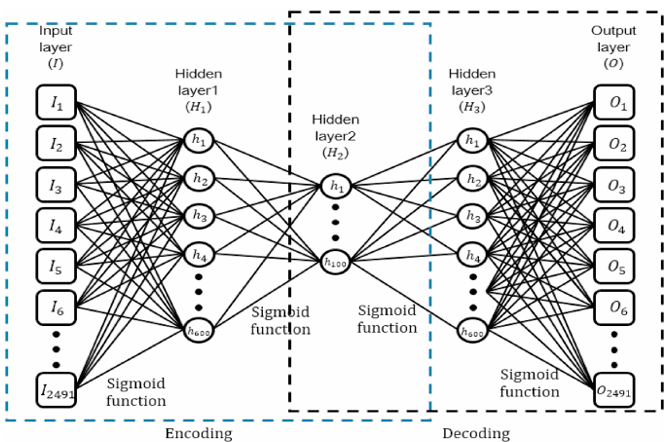 Input
layer
(I)
Hidden
layer1
(H₁)
Hidden
layer2
(H₂)
Hidden
layer3
(H₃)
Output
layer
(O)
I₁
I₂
I₃
I₄
I₅
I₆
I₂₄₉₁
h₁
h₂
h₃
h₄
h₆₀₀
h₁
h₁₀₀
h₁
h₂
h₃
h₄
h₆₀₀
O₁
O₂
O₃
O₄
O₅
O₆
O₂₄₉₁
Sigmoid
function
Sigmoid
function
Sigmoid
function
Sigmoid
function
Encoding
Decoding